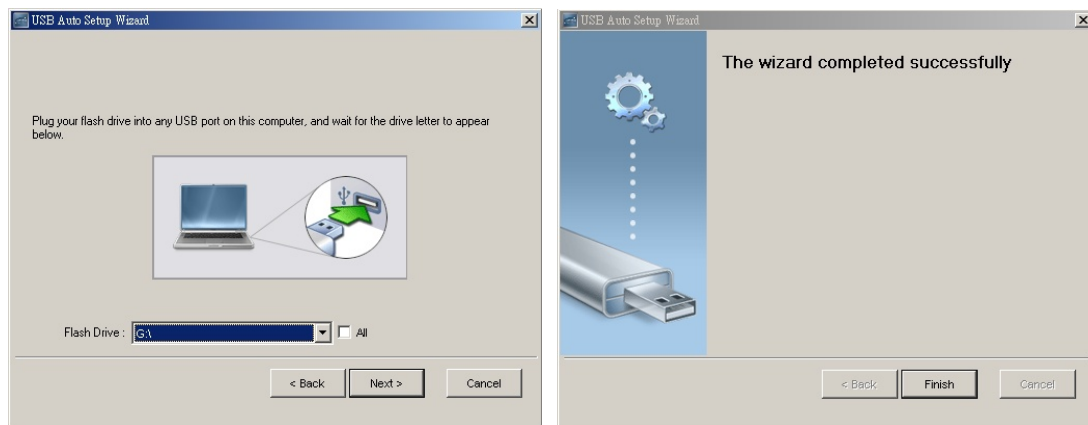 USB Auto Setup Wizard
Plug your flash drive into any USB port on this computer, and wait for the drive letter to appear
below.
Flash Drive : G:\ All
< Back Next > Cancel
USB Auto Setup Wizard
The wizard completed successfully
< Back Finish Cancel